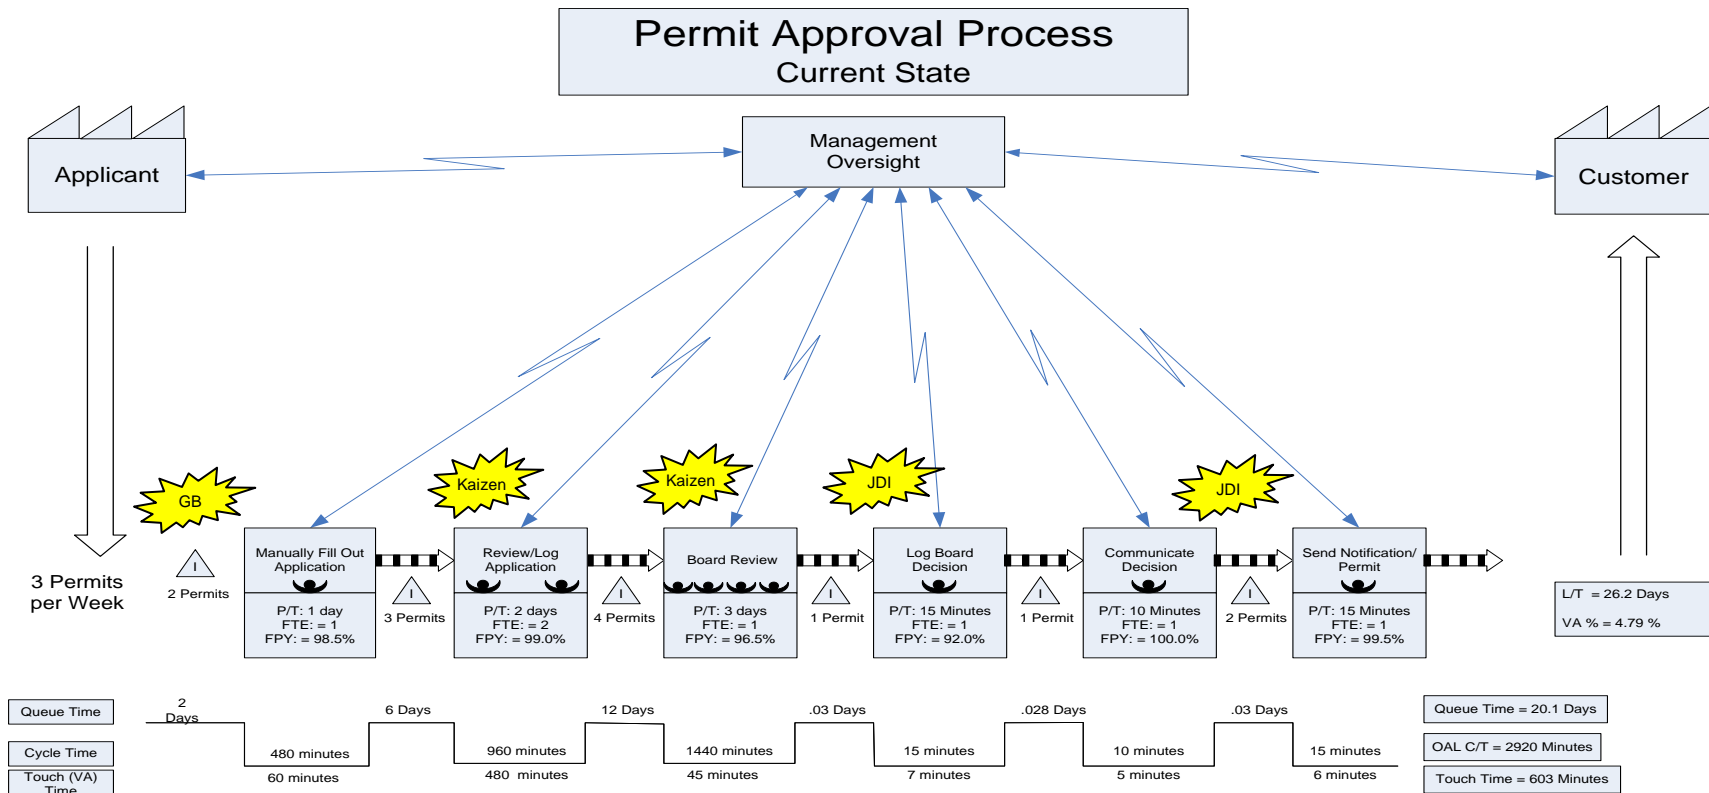 Permit Approval Process
Current State
Applicant
Management
Oversight
Customer
GB
Kaizen
Kaizen
JDI
JDI
3 Permits
per Week
I
2 Permits
Manually Fill Out
Application
P/T: 1 day
FTE: = 1
FPY: = 98.5%
I
3 Permits
Review/Log
Application
P/T: 2 days
FTE: = 2
FPY: = 99.0%
I
4 Permits
Board Review
P/T: 3 days
FTE: = 1
FPY: = 96.5%
I
1 Permit
Log Board
Decision
P/T: 15 Minutes
FTE: = 1
FPY: = 92.0%
I
1 Permit
Communicate
Decision
P/T: 10 Minutes
FTE: = 1
FPY: = 100.0%
I
2 Permits
Send Notification/
Permit
P/T: 15 Minutes
FTE: = 1
FPY: = 99.5%
L/T = 26.2 Days
VA % = 4.79 %
Queue Time
2
Days
6 Days
12 Days
.03 Days
.028 Days
.03 Days
Queue Time = 20.1 Days
Cycle Time
480 minutes
960 minutes
1440 minutes
15 minutes
10 minutes
15 minutes
OAL C/T = 2920 Minutes
Touch (VA)
Time
60 minutes
480 minutes
45 minutes
7 minutes
5 minutes
6 minutes
Touch Time = 603 Minutes